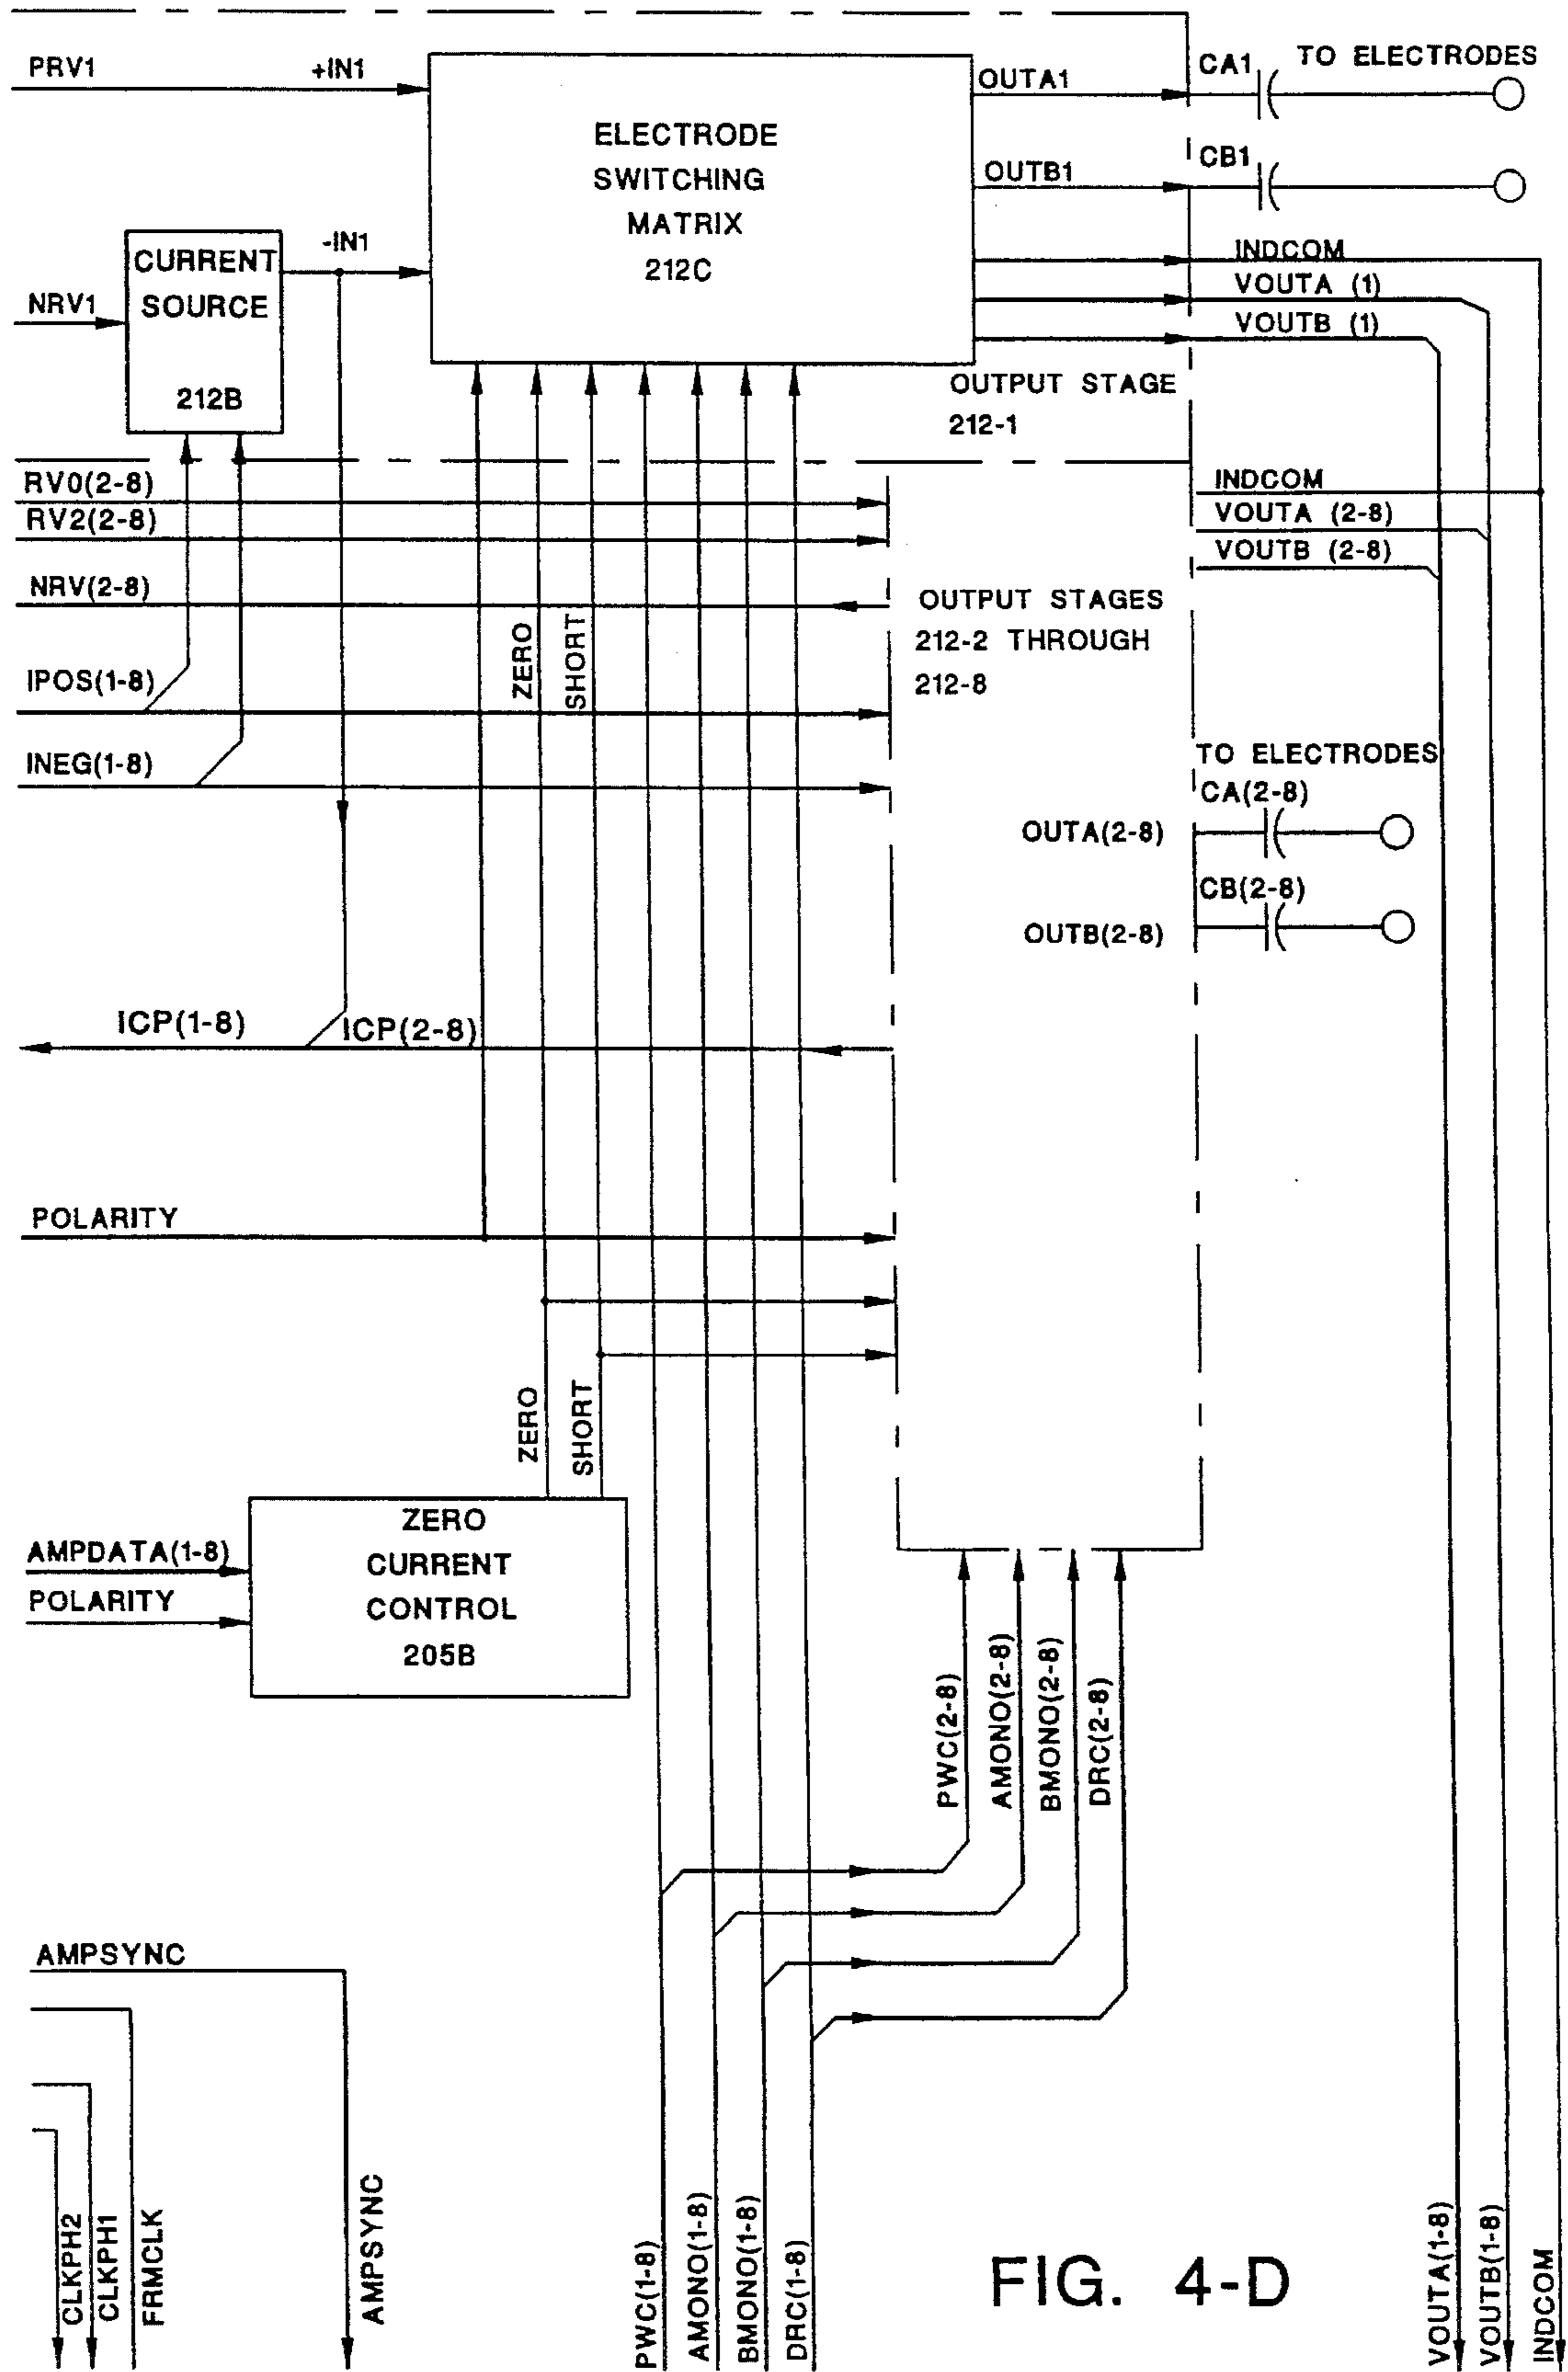 PRV1
+IN1
ELECTRODE
SWITCHING
MATRIX
212C
OUTA1
CA1
TO ELECTRODES
OUTB1
CB1
-IN1
CURRENT
SOURCE
212B
NRV1
INDCOM
VOUTA (1)
VOUTB (1)
OUTPUT STAGE
212-1
RV0(2-8)
RV2(2-8)
NRV(2-8)
IPOS(1-8)
INEG(1-8)
ZERO
SHORT
INDCOM
VOUTA (2-8)
VOUTB (2-8)
OUTPUT STAGES
212-2 THROUGH
212-8
TO ELECTRODES
CA(2-8)
OUTA(2-8)
CB(2-8)
OUTB(2-8)
ICP(1-8)
ICP(2-8)
POLARITY
ZERO
SHORT
AMPDATA(1-8)
POLARITY
ZERO
CURRENT
CONTROL
205B
PWC(2-8)
AMONO(2-8)
BMONO(2-8)
DRC(2-8)
AMPSYNC
CLKPH2
CLKPH1
FRMCLK
AMPSYNC
PWC(1-8)
AMONO(1-8)
BMONO(1-8)
DRC(1-8)
FIG. 4-D
VOUTA(1-8)
VOUTB(1-8)
INDCOM